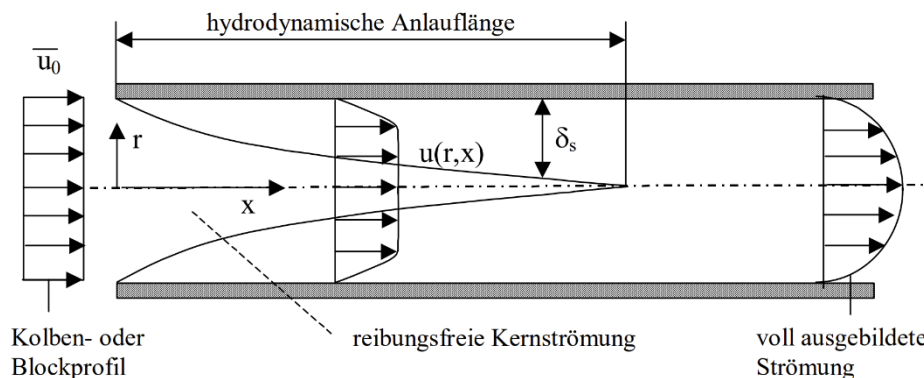 hydrodynamische Anlauflänge
u₀
r
u(r,x)
δₛ
x
Kolben- oder
Blockprofil
reibungsfreie Kernströmung
voll ausgebildete
Strömung